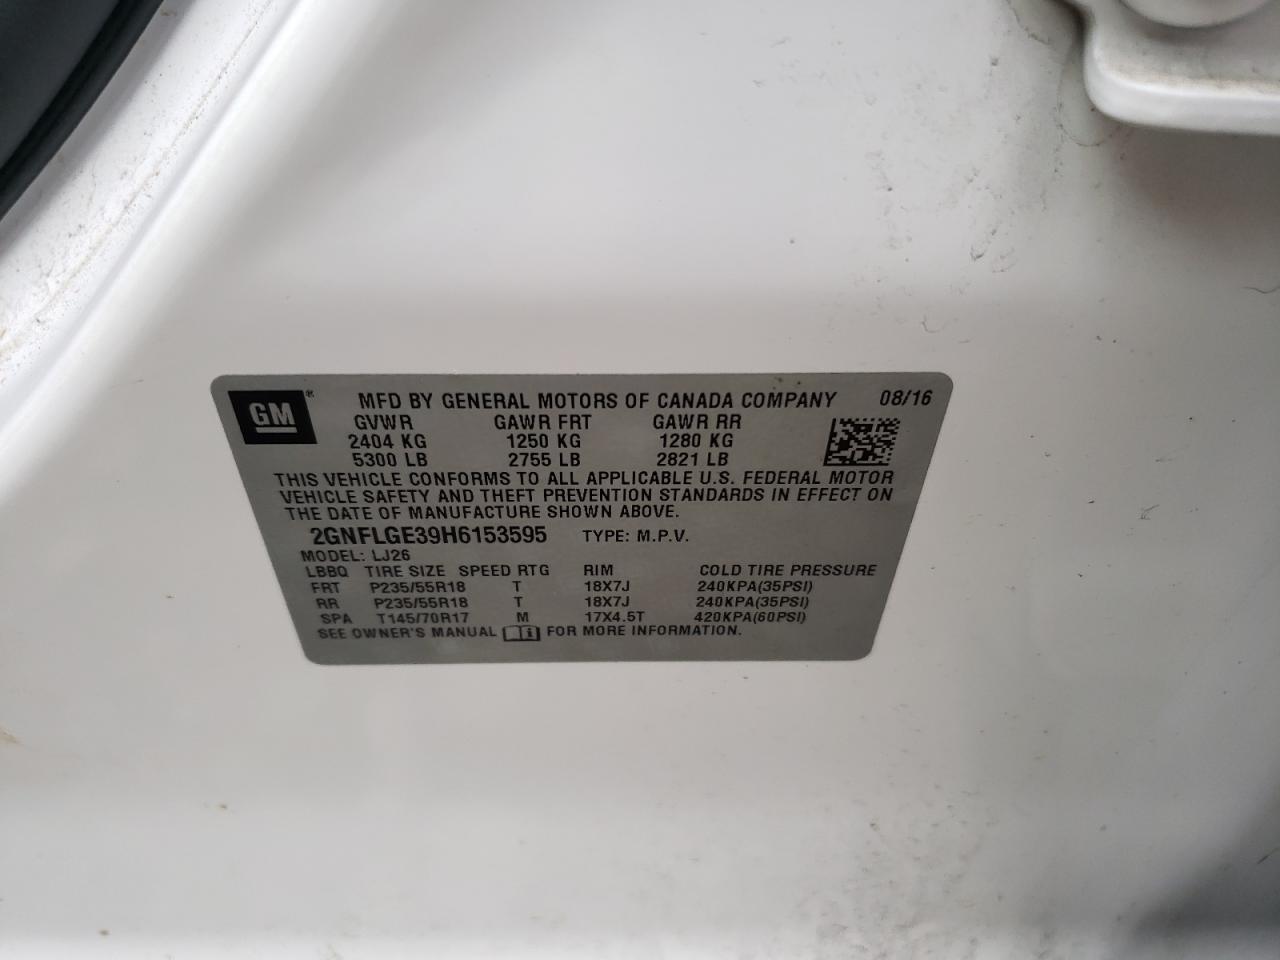 GM®
MFD BY GENERAL MOTORS OF CANADA COMPANY 08/16
GVWR GAWR FRT GAWR RR
2404 KG 1250 KG 1280 KG
5300 LB 2755 LB 2821 LB
THIS VEHICLE CONFORMS TO ALL APPLICABLE U.S. FEDERAL MOTOR
VEHICLE SAFETY AND THEFT PREVENTION STANDARDS IN EFFECT ON
THE DATE OF MANUFACTURE SHOWN ABOVE.
2GNFLGE39H6153595 TYPE: M.P.V.
MODEL: LJ26
LBBQ TIRE SIZE SPEED RTG RIM COLD TIRE PRESSURE
FRT P235/55R18 T 18X7J 240KPA(35PSI)
RR P235/55R18 T 18X7J 240KPA(35PSI)
SPA T145/70R17 M 17X4.5T 420KPA(60PSI)
SEE OWNER'S MANUAL i FOR MORE INFORMATION.